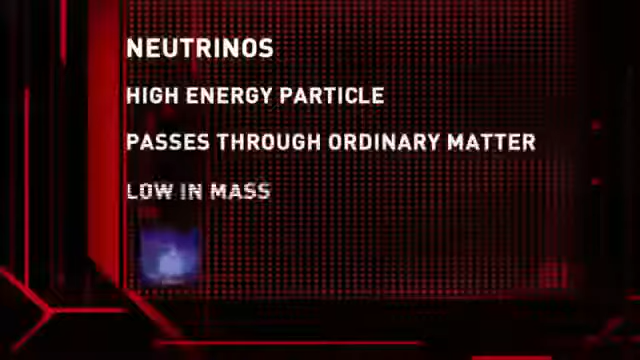 NEUTRINOS
HIGH ENERGY PARTICLE
PASSES THROUGH ORDINARY MATTER
LOW IN MASS